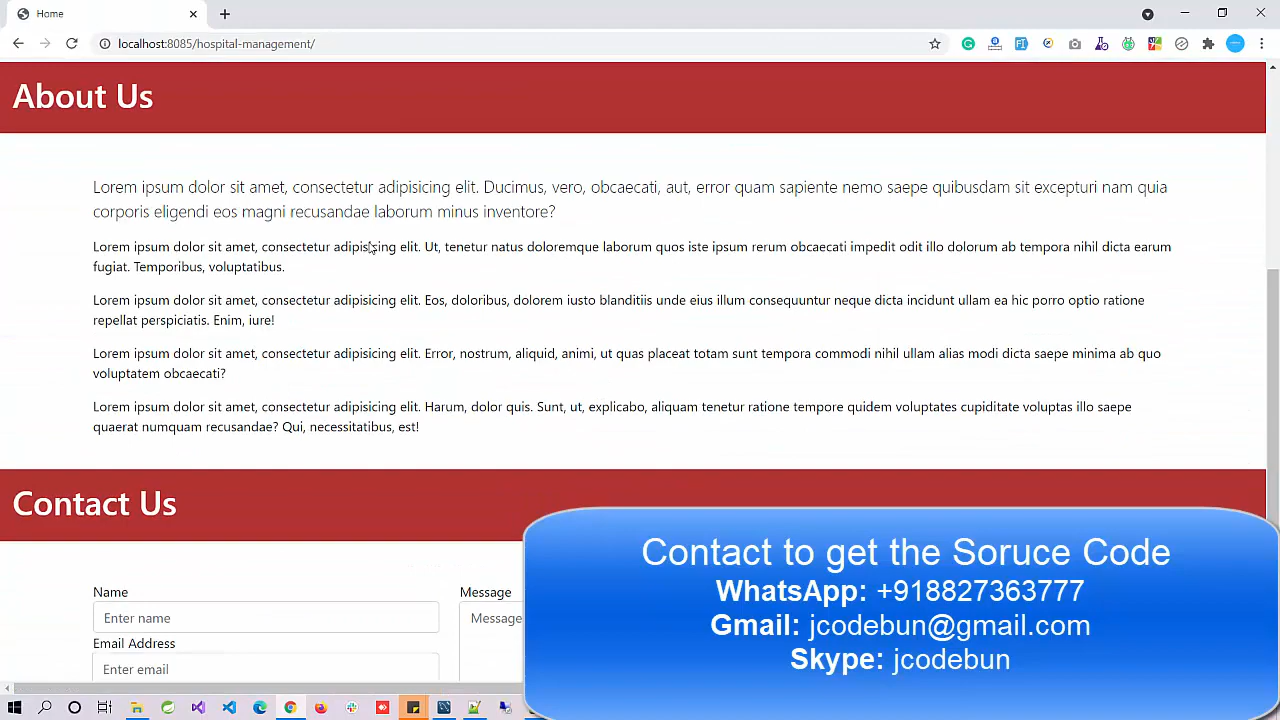 Home
localhost:8085/hospital-management/
About Us
Lorem ipsum dolor sit amet, consectetur adipisicing elit. Ducimus, vero, obcaecati, aut, error quam sapiente nemo saepe quibusdam sit excepturi nam quia
corporis eligendi eos magni recusandae laborum minus inventore?
Lorem ipsum dolor sit amet, consectetur adipisicing elit. Ut, tenetur natus doloremque laborum quos iste ipsum rerum obcaecati impedit odit illo dolorum ab tempora nihil dicta earum
fugiat. Temporibus, voluptatibus.
Lorem ipsum dolor sit amet, consectetur adipisicing elit. Eos, doloribus, dolorem iusto blanditiis unde eius illum consequuntur neque dicta incidunt ullam ea hic porro optio ratione
repellat perspiciatis. Enim, iure!
Lorem ipsum dolor sit amet, consectetur adipisicing elit. Error, nostrum, aliquid, animi, ut quas placeat totam sunt tempora commodi nihil ullam alias modi dicta saepe minima ab quo
voluptatem obcaecati?
Lorem ipsum dolor sit amet, consectetur adipisicing elit. Harum, dolor quis. Sunt, ut, explicabo, aliquam tenetur ratione tempore quidem voluptates cupiditate voluptas illo saepe
quaerat numquam recusandae? Qui, necessitatibus, est!
Contact Us
Name
Enter name
Email Address
Enter email
Message
Message
Contact to get the Soruce Code
WhatsApp: +918827363777
Gmail: jcodebun@gmail.com
Skype: jcodebun